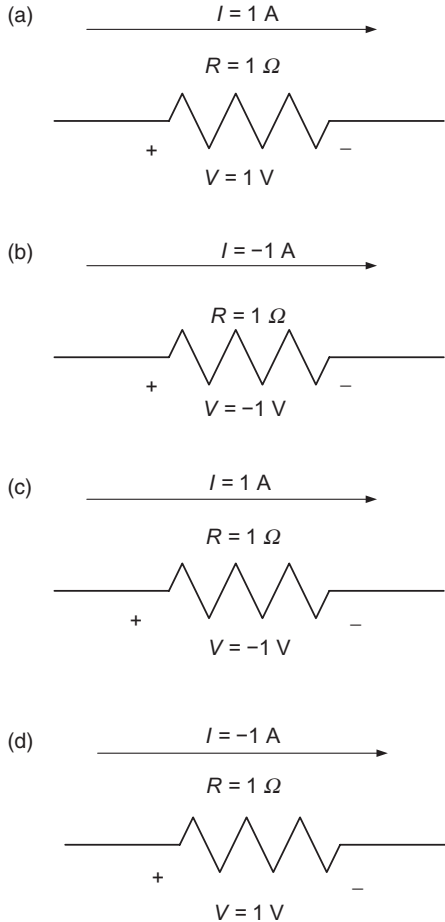 (a)
I = 1 A
R = 1 Ω
+ −
V = 1 V
(b)
I = −1 A
R = 1 Ω
+ −
V = −1 V
(c)
I = 1 A
R = 1 Ω
+ −
V = −1 V
(d)
I = −1 A
R = 1 Ω
+ −
V = 1 V